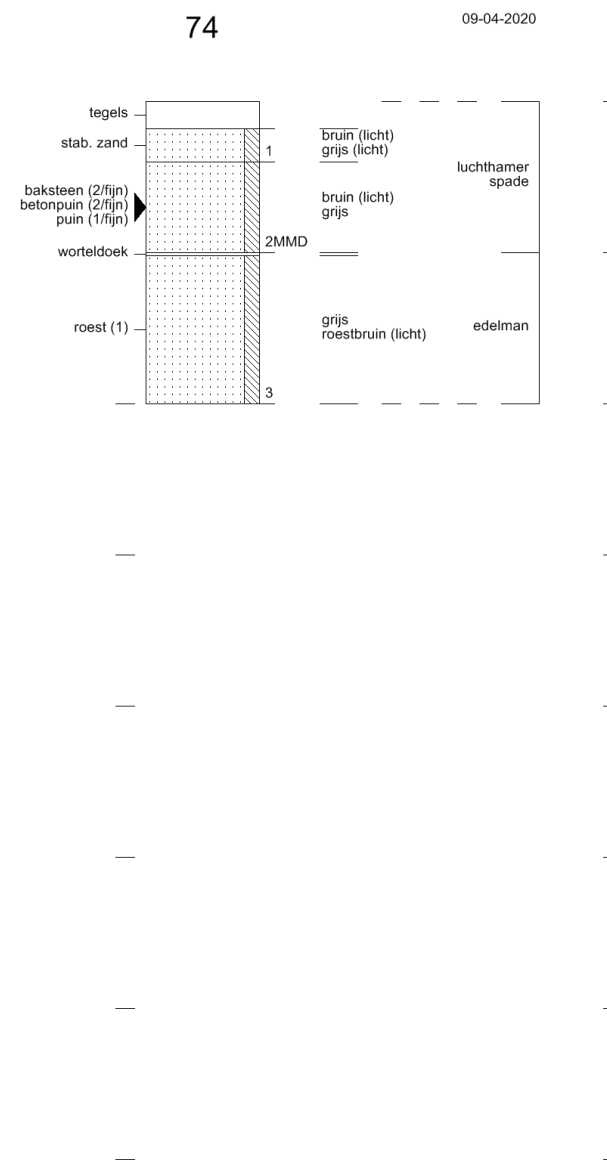 74
09-04-2020
tegels
stab. zand
1
bruin (licht)
grijs (licht)
luchthamer
spade
baksteen (2/fijn)
betonpuin (2/fijn)
puin (1/fijn)
bruin (licht)
grijs
2MMD
worteldoek
roest (1)
grijs
roestbruin (licht)
edelman
3